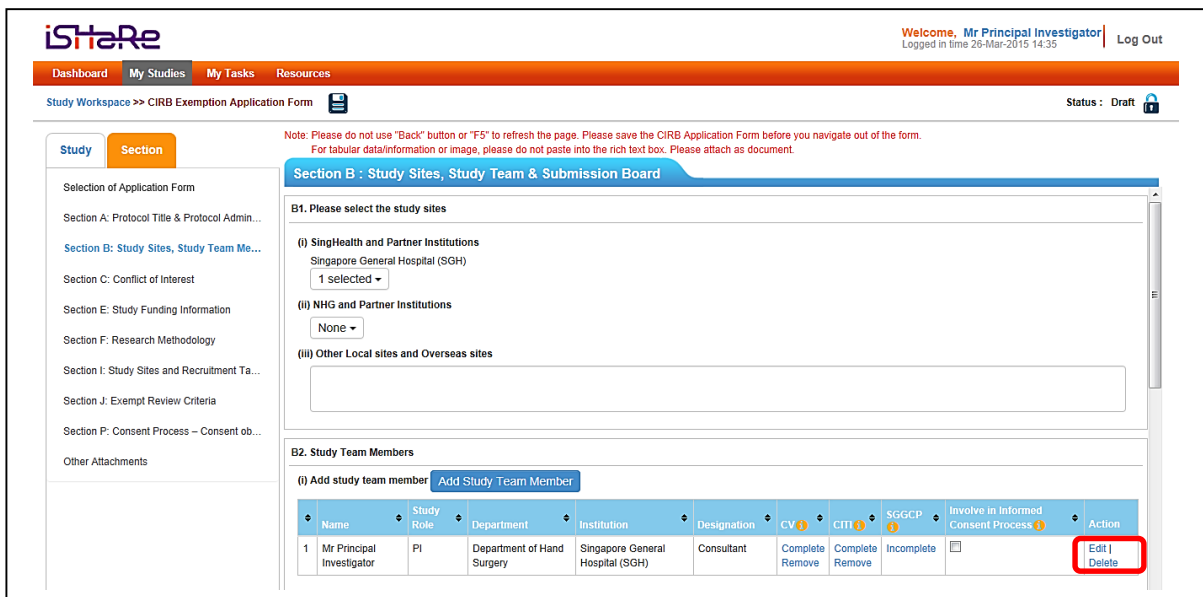 iSHaRe
Welcome, Mr Principal Investigator
Logged in time 26-Mar-2015 14:35
Log Out
Dashboard My Studies My Tasks Resources
Study Workspace >> CIRB Exemption Application Form
Status : Draft
Note: Please do not use "Back" button or "F5" to refresh the page. Please save the CIRB Application Form before you navigate out of the form.
For tabular data/information or image, please do not paste into the rich text box. Please attach as document.
Study Section
Selection of Application Form
Section A: Protocol Title & Protocol Admin...
Section B: Study Sites, Study Team Me...
Section C: Conflict of Interest
Section E: Study Funding Information
Section F: Research Methodology
Section I: Study Sites and Recruitment Ta...
Section J: Exempt Review Criteria
Section P: Consent Process – Consent ob...
Other Attachments
Section B : Study Sites, Study Team & Submission Board
B1. Please select the study sites
(i) SingHealth and Partner Institutions
Singapore General Hospital (SGH)
1 selected
(ii) NHG and Partner Institutions
None
(iii) Other Local sites and Overseas sites
B2. Study Team Members
(i) Add study team member Add Study Team Member
Name Study Role Department Institution Designation CV CITI SGGCP Involve in Informed Consent Process Action
1 Mr Principal Investigator PI Department of Hand Surgery Singapore General Hospital (SGH) Consultant Complete Remove Complete Remove Incomplete Edit | Delete